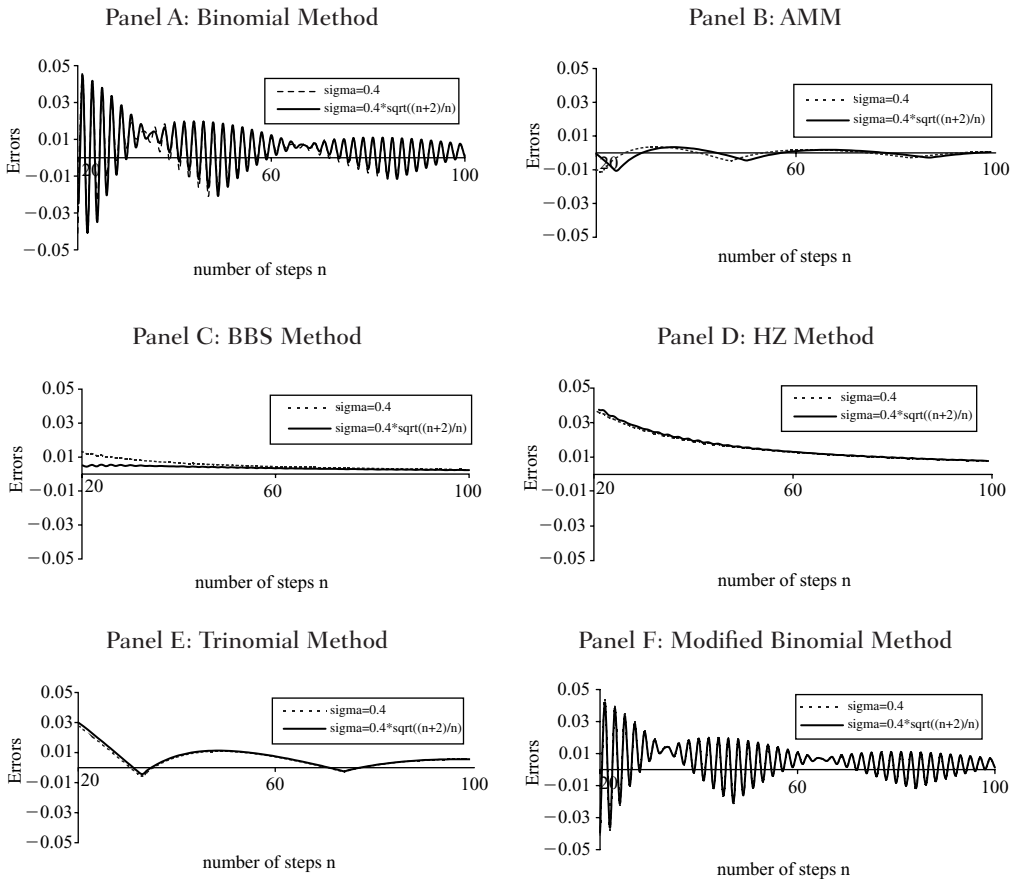 Panel A: Binomial Method
0.05
0.03
0.01
−0.01
−0.03
−0.05
Errors
20
60
100
sigma=0.4
sigma=0.4*sqrt((n+2)/n)
number of steps n
Panel B: AMM
0.05
0.03
0.01
−0.01
−0.03
−0.05
Errors
20
60
100
sigma=0.4
sigma=0.4*sqrt((n+2)/n)
number of steps n
Panel C: BBS Method
0.05
0.03
0.01
−0.01
−0.03
−0.05
Errors
20
60
100
sigma=0.4
sigma=0.4*sqrt((n+2)/n)
number of steps n
Panel D: HZ Method
0.05
0.03
0.01
−0.01
−0.03
−0.05
Errors
20
60
100
sigma=0.4
sigma=0.4*sqrt((n+2)/n)
number of steps n
Panel E: Trinomial Method
0.05
0.03
0.01
−0.01
−0.03
−0.05
Errors
20
60
100
sigma=0.4
sigma=0.4*sqrt((n+2)/n)
number of steps n
Panel F: Modified Binomial Method
0.05
0.03
0.01
−0.01
−0.03
−0.05
Errors
20
60
100
sigma=0.4
sigma=0.4*sqrt((n+2)/n)
number of steps n